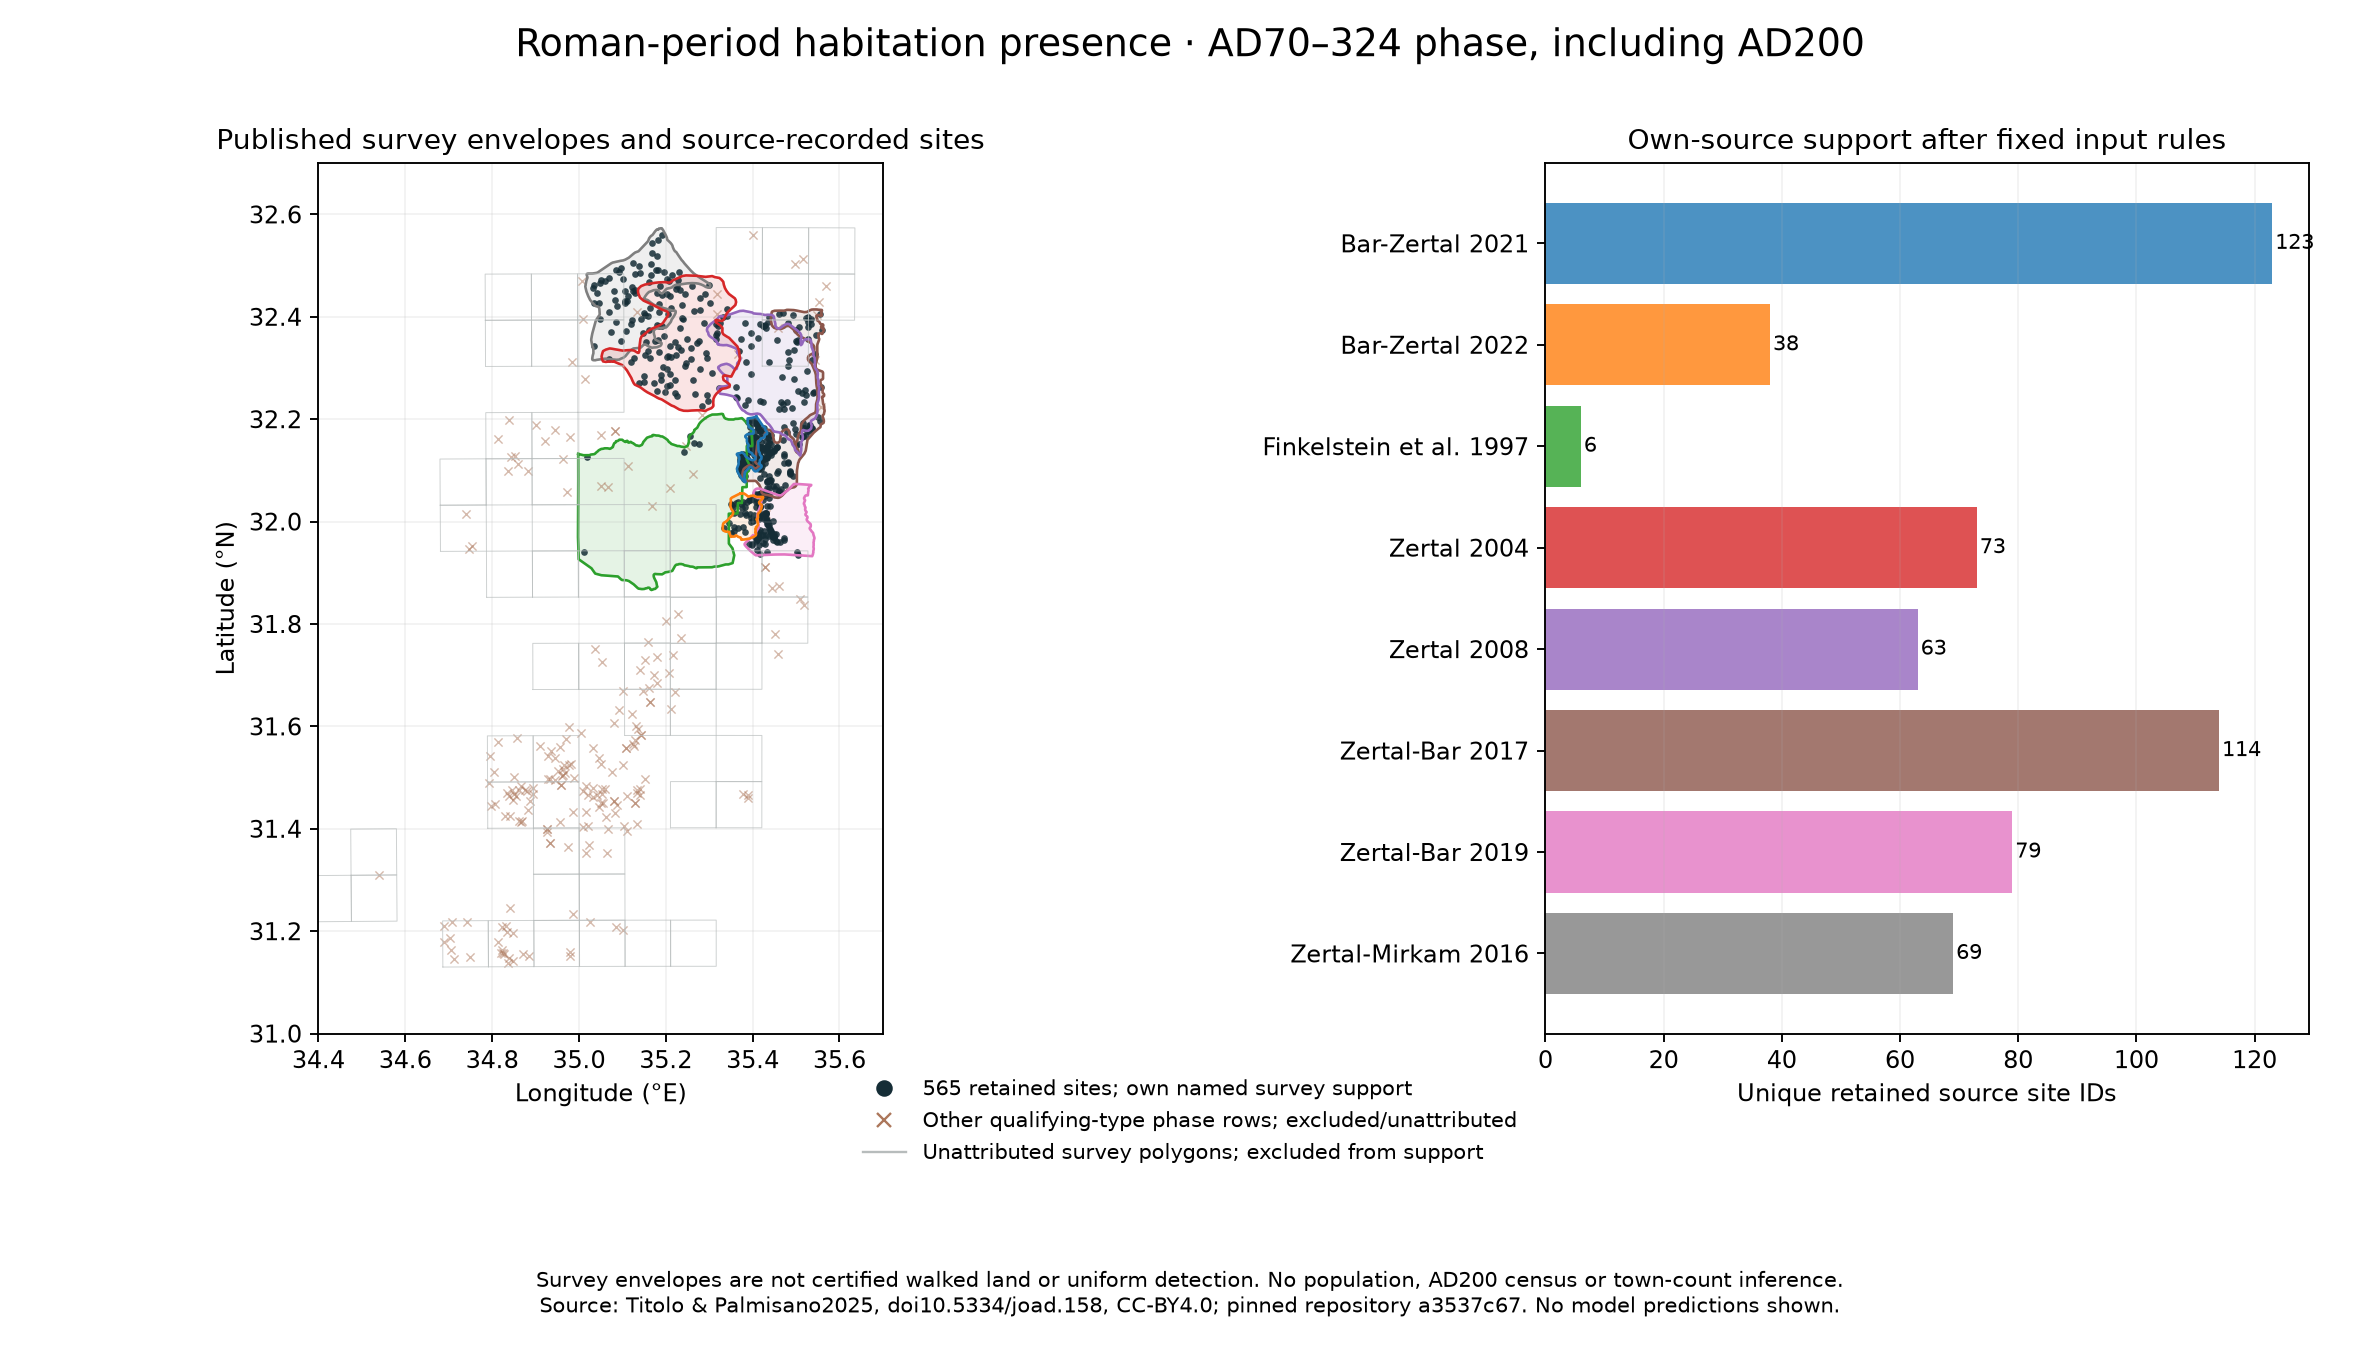 Roman-period habitation presence · AD70–324 phase, including AD200
Published survey envelopes and source-recorded sites
32.6
32.4
32.2
32.0
31.8
31.6
31.4
31.2
31.0
Latitude (°N)
34.4 34.6 34.8 35.0 35.2 35.4 35.6
Longitude (°E)
Own-source support after fixed input rules
Bar-Zertal 2021 123
Bar-Zertal 2022 38
Finkelstein et al. 1997 6
Zertal 2004 73
Zertal 2008 63
Zertal-Bar 2017 114
Zertal-Bar 2019 79
Zertal-Mirkam 2016 69
0 20 40 60 80 100 120
Unique retained source site IDs
565 retained sites; own named survey support
Other qualifying-type phase rows; excluded/unattributed
Unattributed survey polygons; excluded from support
Survey envelopes are not certified walked land or uniform detection. No population, AD200 census or town-count inference.
Source: Titolo & Palmisano2025, doi10.5334/joad.158, CC-BY4.0; pinned repository a3537c67. No model predictions shown.